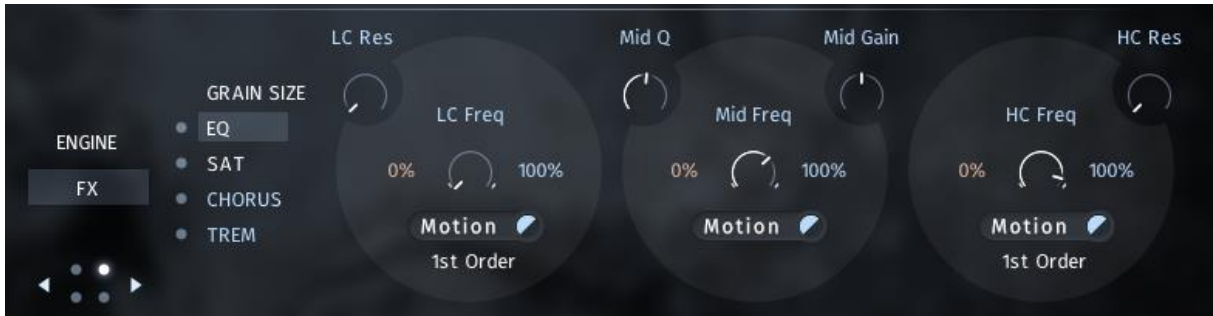 LC Res
Mid Q
Mid Gain
HC Res
GRAIN SIZE
EQ
SAT
CHORUS
TREM
ENGINE
FX
LC Freq
0%
100%
Motion
1st Order
Mid Freq
0%
100%
Motion
HC Freq
0%
100%
Motion
1st Order